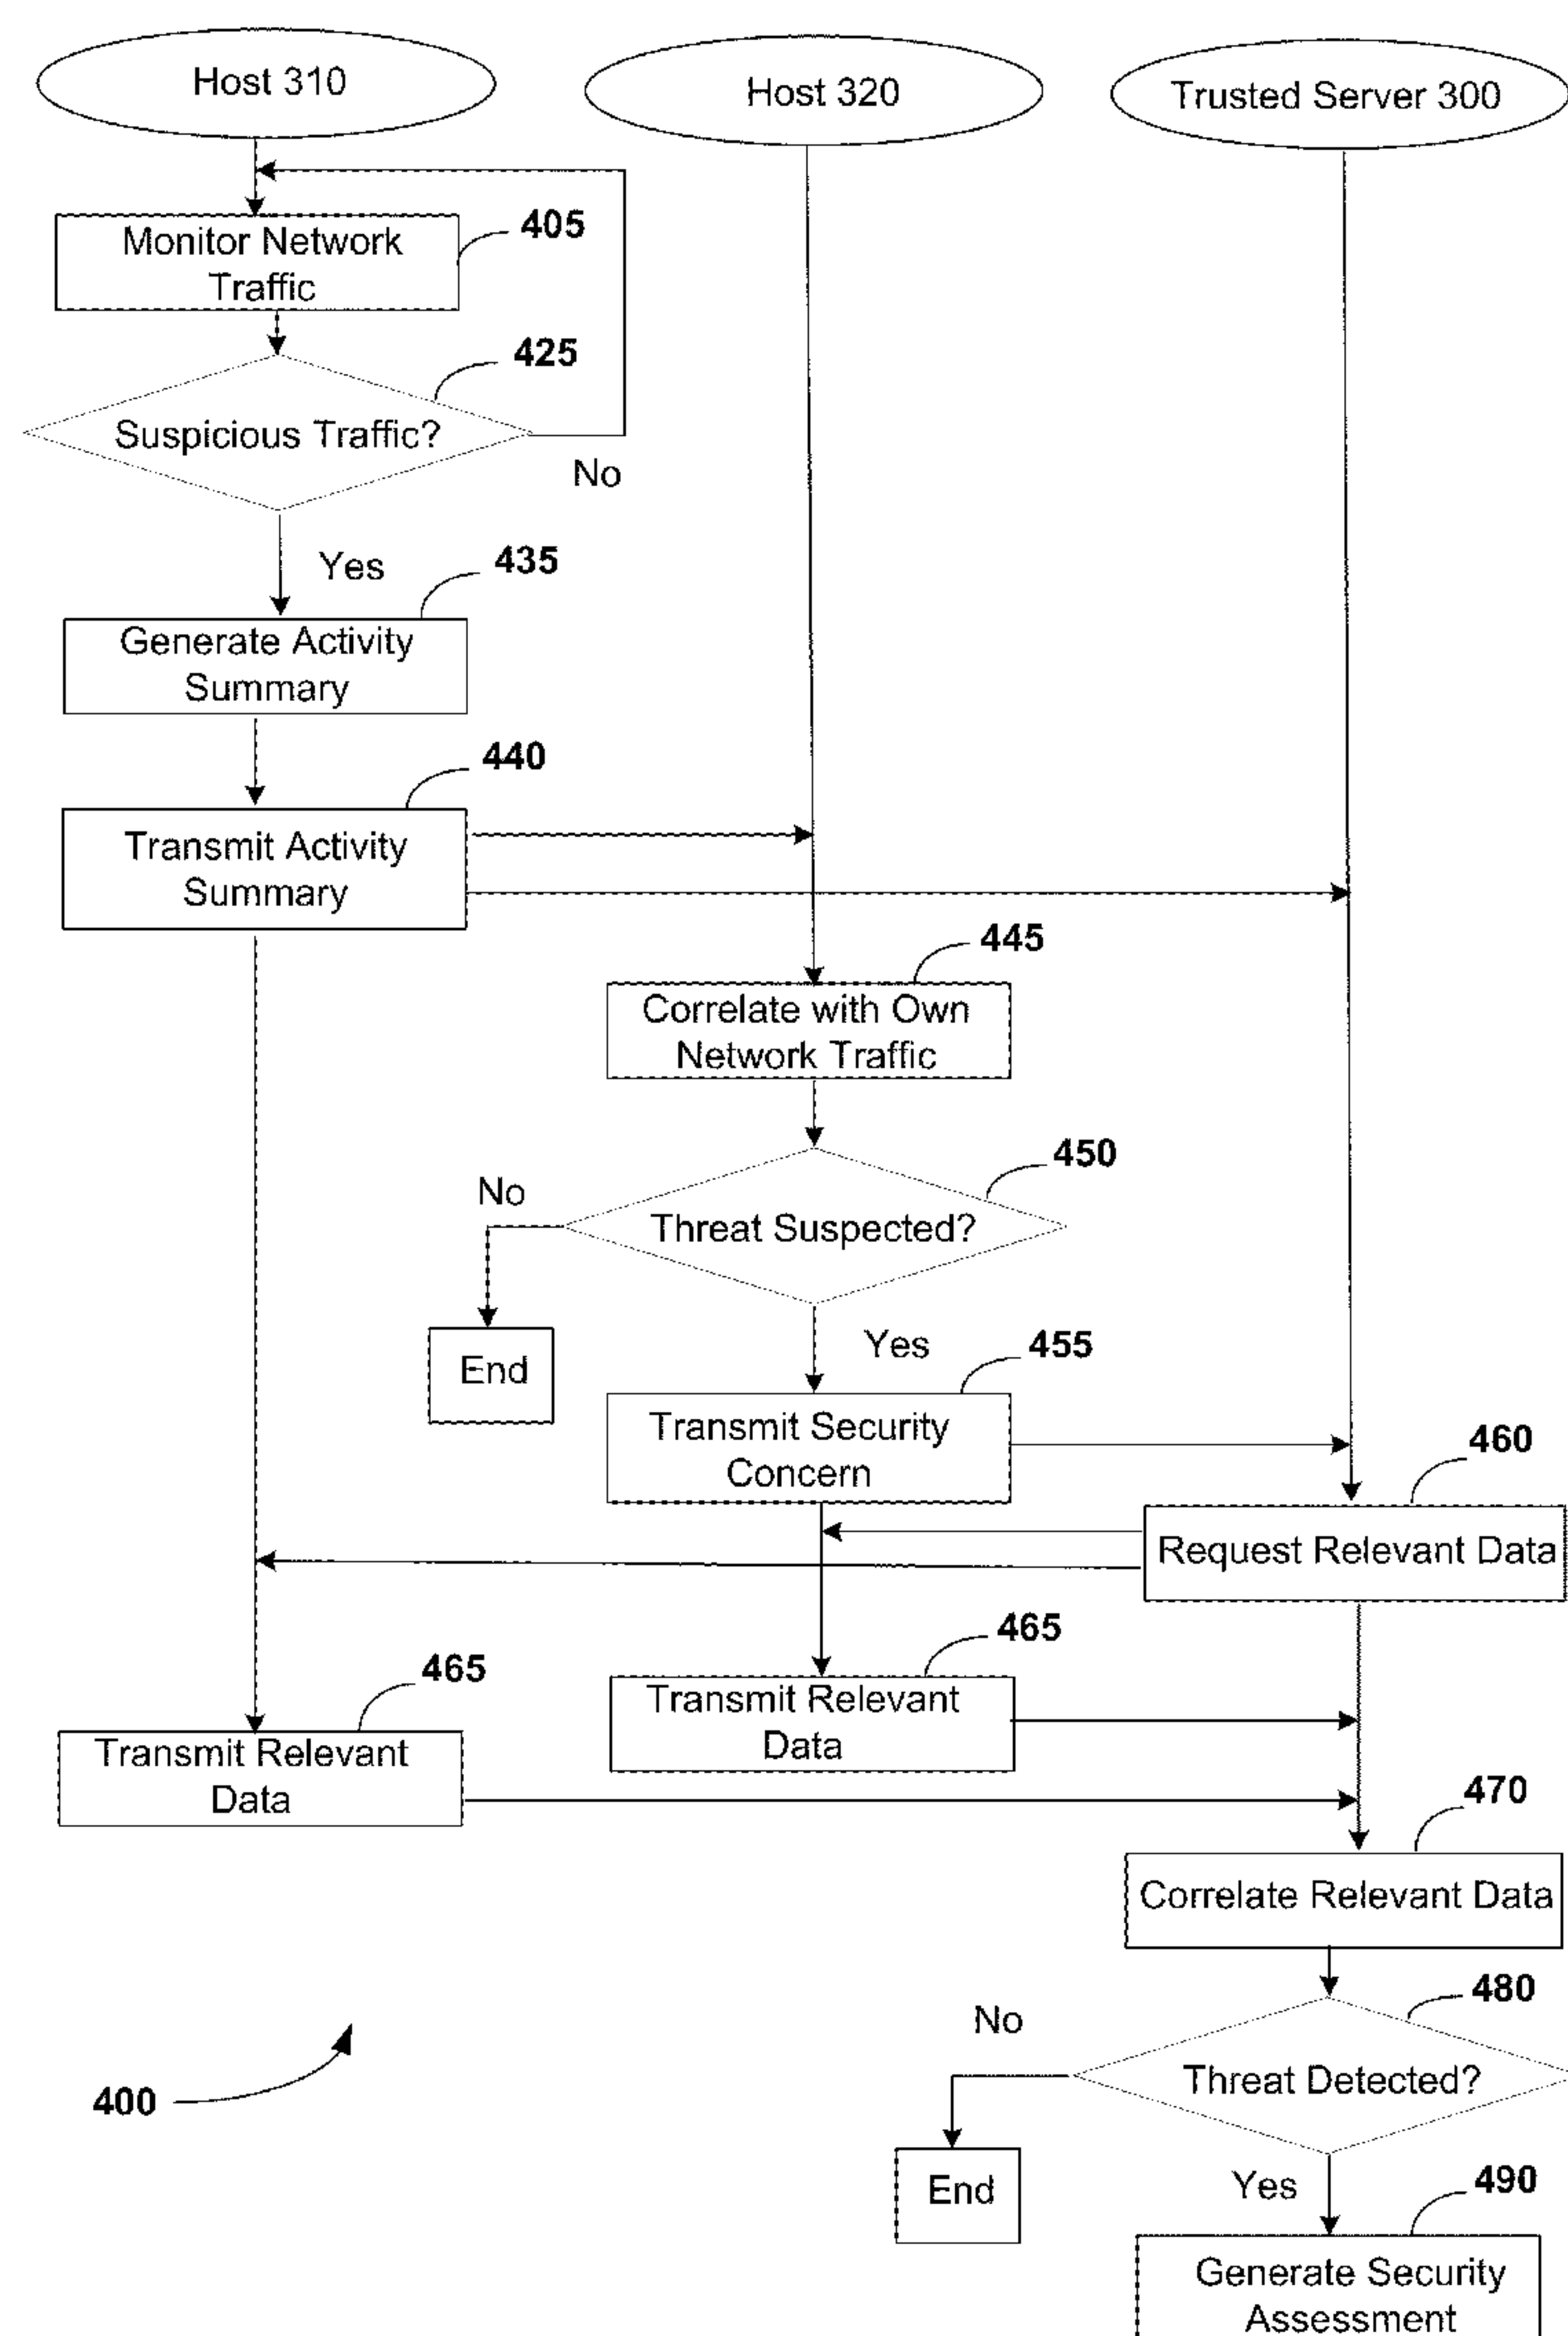 Host 310
Host 320
Trusted Server 300
405
Monitor Network
Traffic
425
Suspicious Traffic?
No
Yes
435
Generate Activity
Summary
440
Transmit Activity
Summary
445
Correlate with Own
Network Traffic
450
No
Threat Suspected?
End
Yes
455
Transmit Security
Concern
460
Request Relevant Data
465
Transmit Relevant
Data
465
Transmit Relevant
Data
470
Correlate Relevant Data
480
No
Threat Detected?
400
End
Yes
490
Generate Security
Assessment